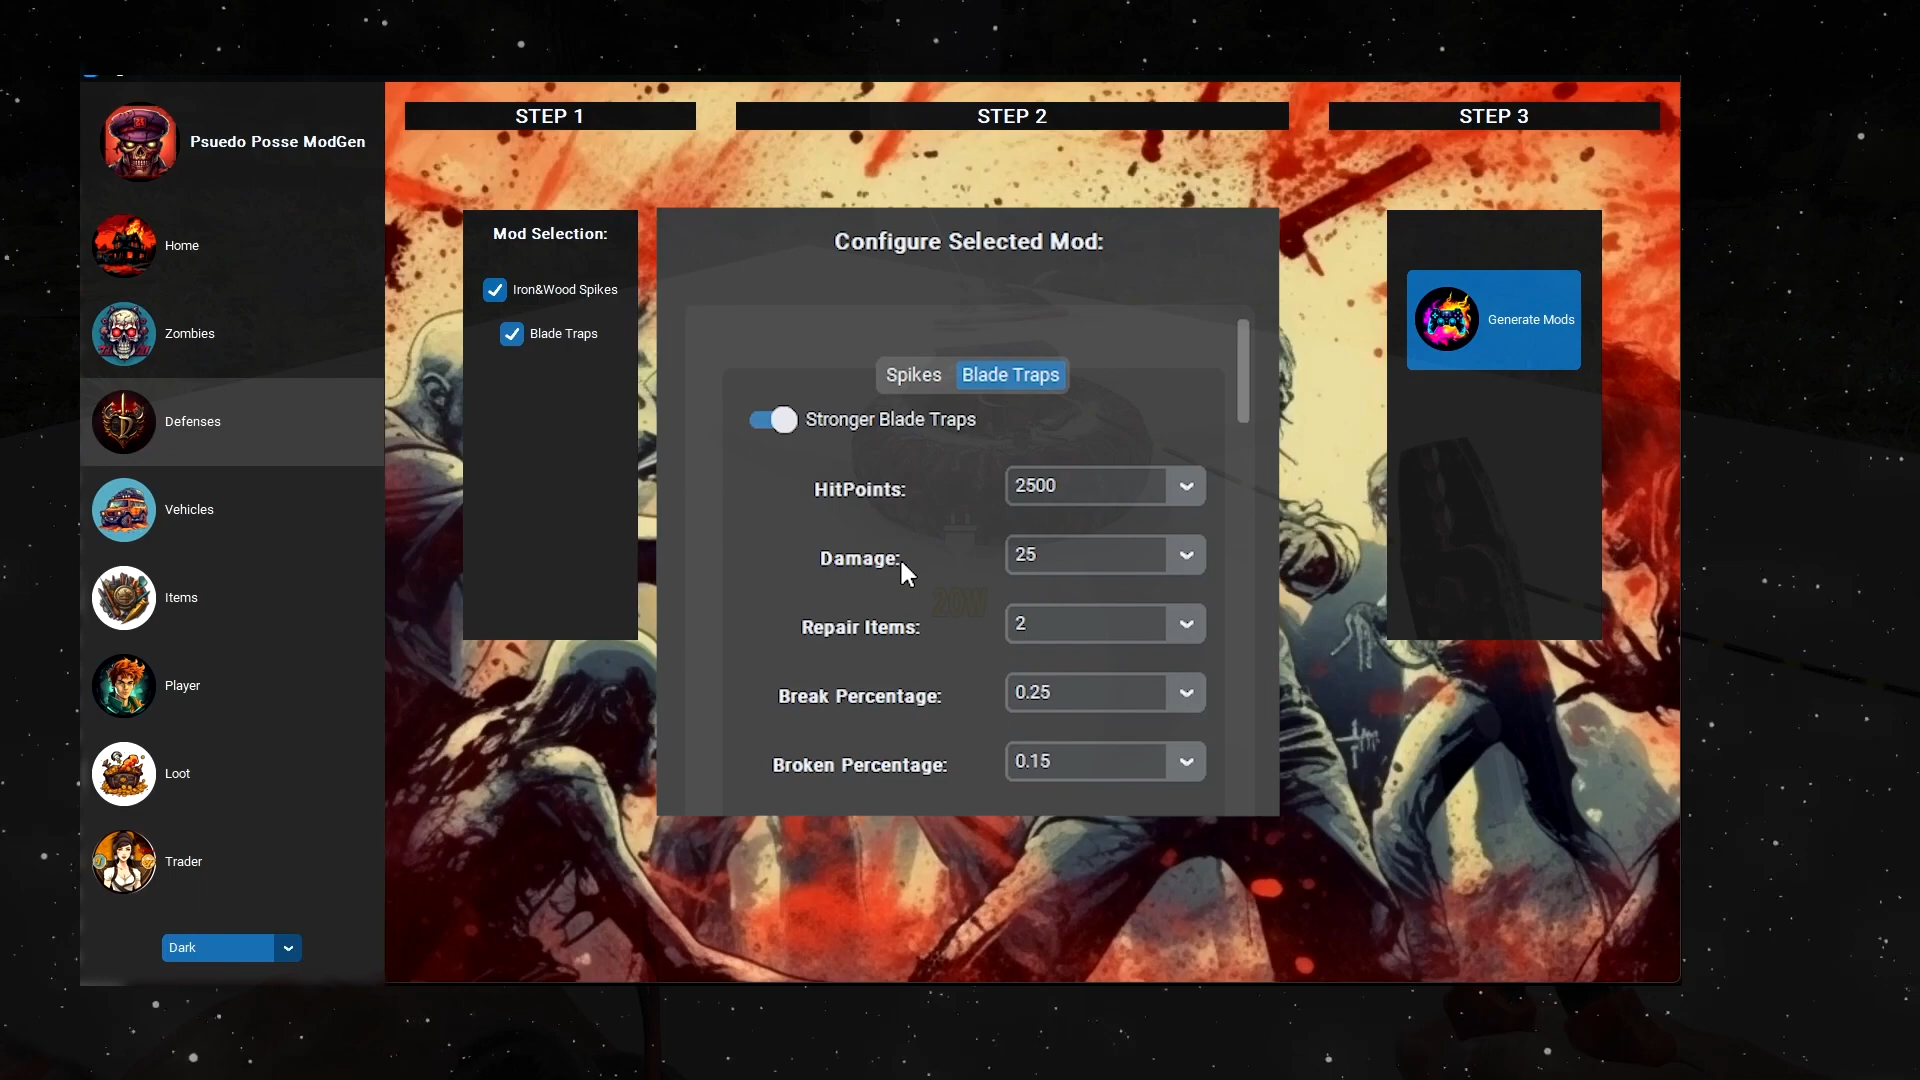 Psuedo Posse ModGen
Home
Zombies
Defenses
Vehicles
Items
Player
Loot
Trader
Dark
STEP 1
Mod Selection:
Iron&Wood Spikes
Blade Traps
STEP 2
Configure Selected Mod:
Spikes
Blade Traps
Stronger Blade Traps
HitPoints:
2500
Damage:
25
20W
Repair Items:
2
Break Percentage:
0.25
Broken Percentage:
0.15
STEP 3
Generate Mods